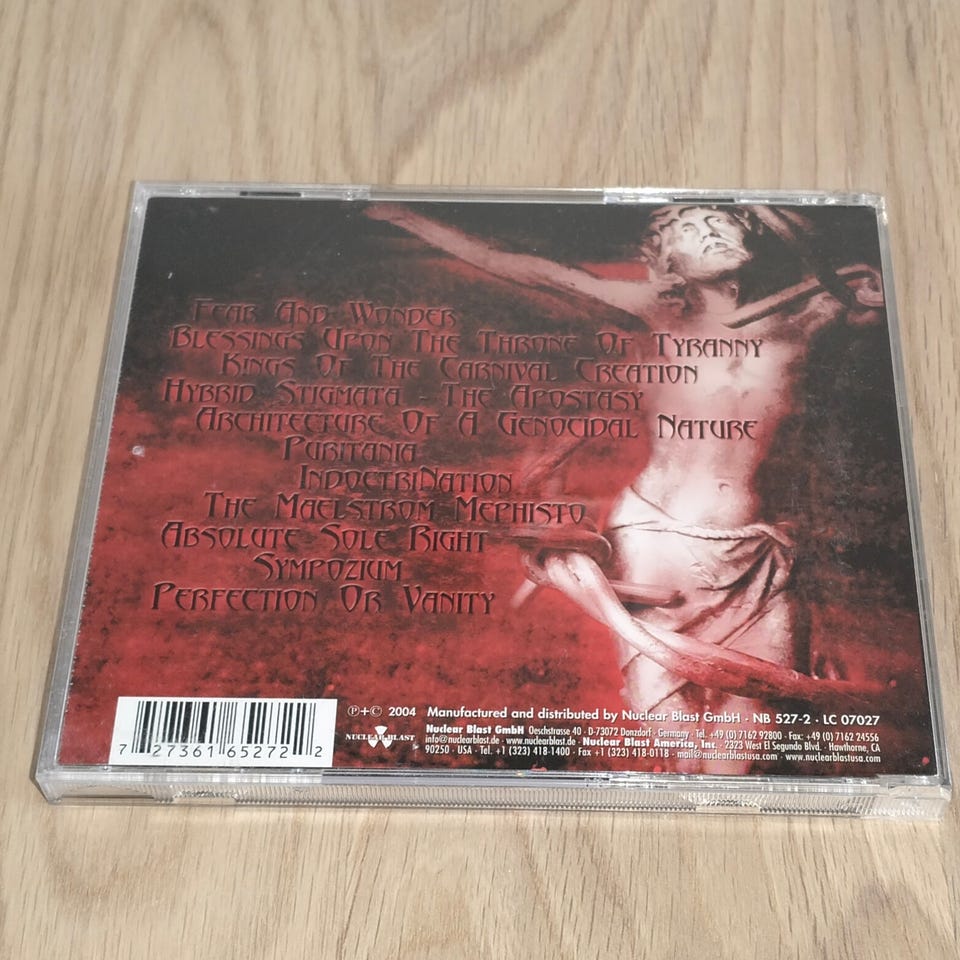 Fear And Wonder
Blessings Upon The Throne Of Tyranny
Kings Of The Carnival Creation
Hybrid Stigmata - The Apostasy
Architecture Of A Genocidal Nature
Puritania
IndoctriNation
The Maelstrom Mephisto
Absolute Sole Right
Sympozium
Perfection Or Vanity
7 27361 65272 2
NUCLEAR BLAST
℗+© 2004 Manufactured and distributed by Nuclear Blast GmbH · NB 527-2 · LC 07027
Nuclear Blast GmbH Oeschstrasse 40 · D-73072 Donzdorf · Germany · Tel. +49 (0) 7162 92800 · Fax: +49 (0) 7162 24556
info@nuclearblast.de · www.nuclearblast.de · Nuclear Blast America, Inc. · 2323 West El Segundo Blvd. · Hawthorne, CA
90250 · USA · Tel. +1 (323) 418-1400 · Fax +1 (323) 418-0118 · mail@nuclearblastusa.com · www.nuclearblastusa.com